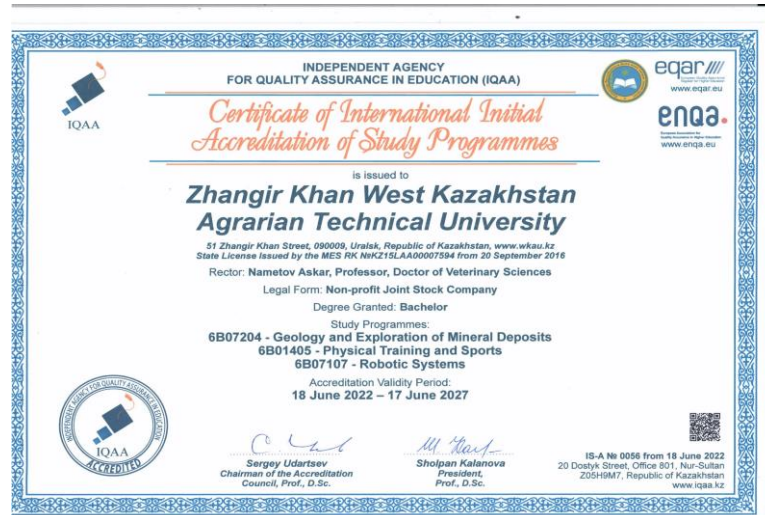 INDEPENDENT AGENCY
FOR QUALITY ASSURANCE IN EDUCATION (IQAA)
IQAA
eqar////
www.eqar.eu
enqa.
www.enqa.eu
Certificate of International Initial
Accreditation of Study Programmes
is issued to
Zhangir Khan West Kazakhstan
Agrarian Technical University
51 Zhangir Khan Street, 090009, Uralsk, Republic of Kazakhstan, www.wkau.kz
State License Issued by the MES RK №KZ15LAA00007594 from 20 September 2016
Rector: Nametov Askar, Professor, Doctor of Veterinary Sciences
Legal Form: Non-profit Joint Stock Company
Degree Granted: Bachelor
Study Programmes:
6B07204 - Geology and Exploration of Mineral Deposits
6B01405 - Physical Training and Sports
6B07107 - Robotic Systems
Accreditation Validity Period:
18 June 2022 – 17 June 2027
INDEPENDENT AGENCY FOR QUALITY ASSURANCE IN EDUCATION
IQAA
ACCREDITED
Sergey Udartsev
Chairman of the Accreditation
Council, Prof., D.Sc.
Sholpan Kalanova
President,
Prof., D.Sc.
IS-A № 0056 from 18 June 2022
20 Dostyk Street, Office 801, Nur-Sultan
Z05H9M7, Republic of Kazakhstan
www.iqaa.kz